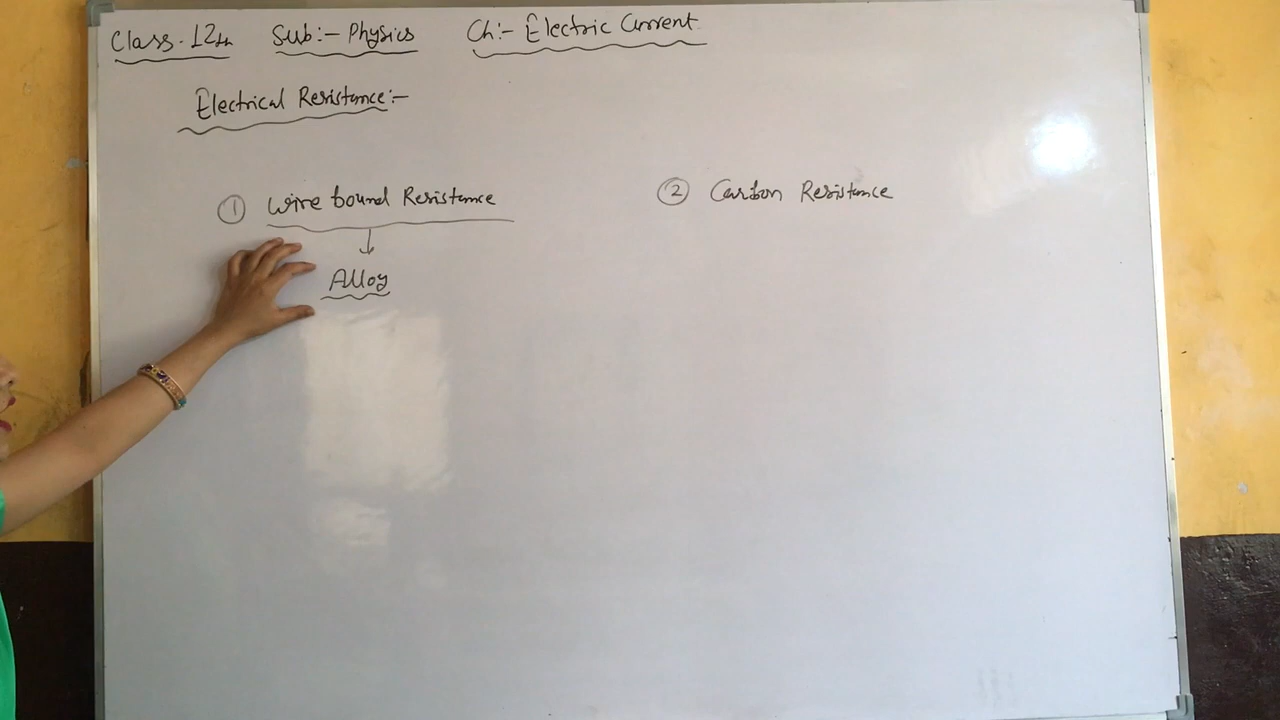 Class. 12th Sub:- Physics Ch:- Electric Current
Electrical Resistance:-
① Wire bound Resistance
② Carbon Resistance
↓
Alloy